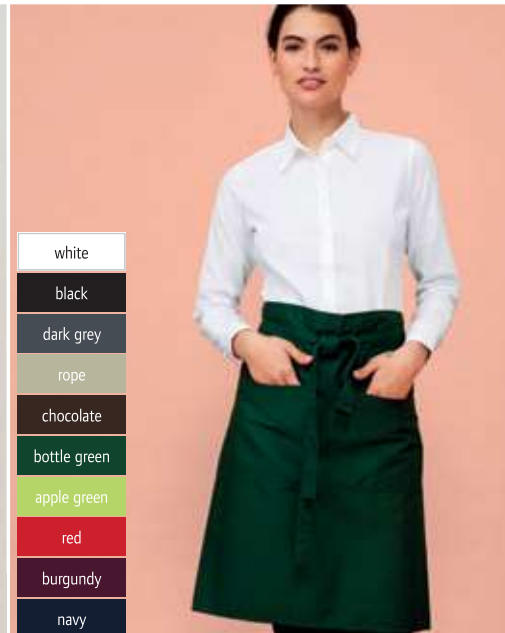 white
black
dark grey
rope
chocolate
bottle green
apple green
red
burgundy
navy